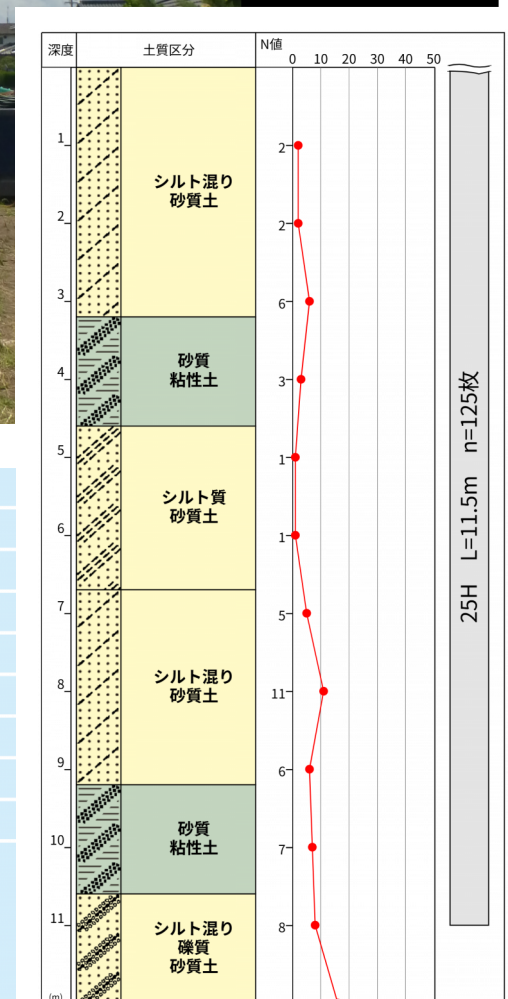 深度
土質区分
N値
0 10 20 30 40 50
1
2
3
4
5
6
7
8
9
10
11
(m)
シルト混り
砂質土
砂質
粘性土
シルト質
砂質土
シルト混り
砂質土
砂質
粘性土
シルト混り
礫質
砂質土
2
2
6
3
1
1
5
11
6
7
8
25H L=11.5m n=125枚